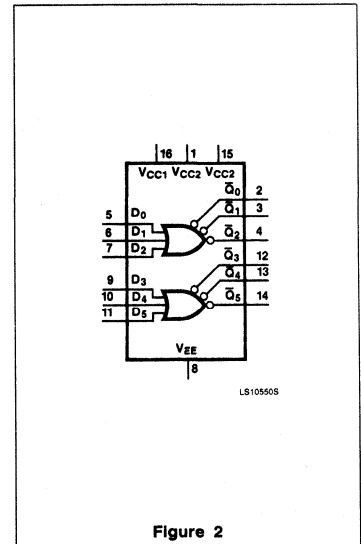 16 1 15
VCC1 VCC2 VCC2
Q̅0 2
5 D0 Q̅1 3
6 D1 Q̅2 4
7 D2
Q̅3 12
9 D3 Q̅4 13
10 D4 Q̅5 14
11 D5
VEE
8
LS10550S
Figure 2